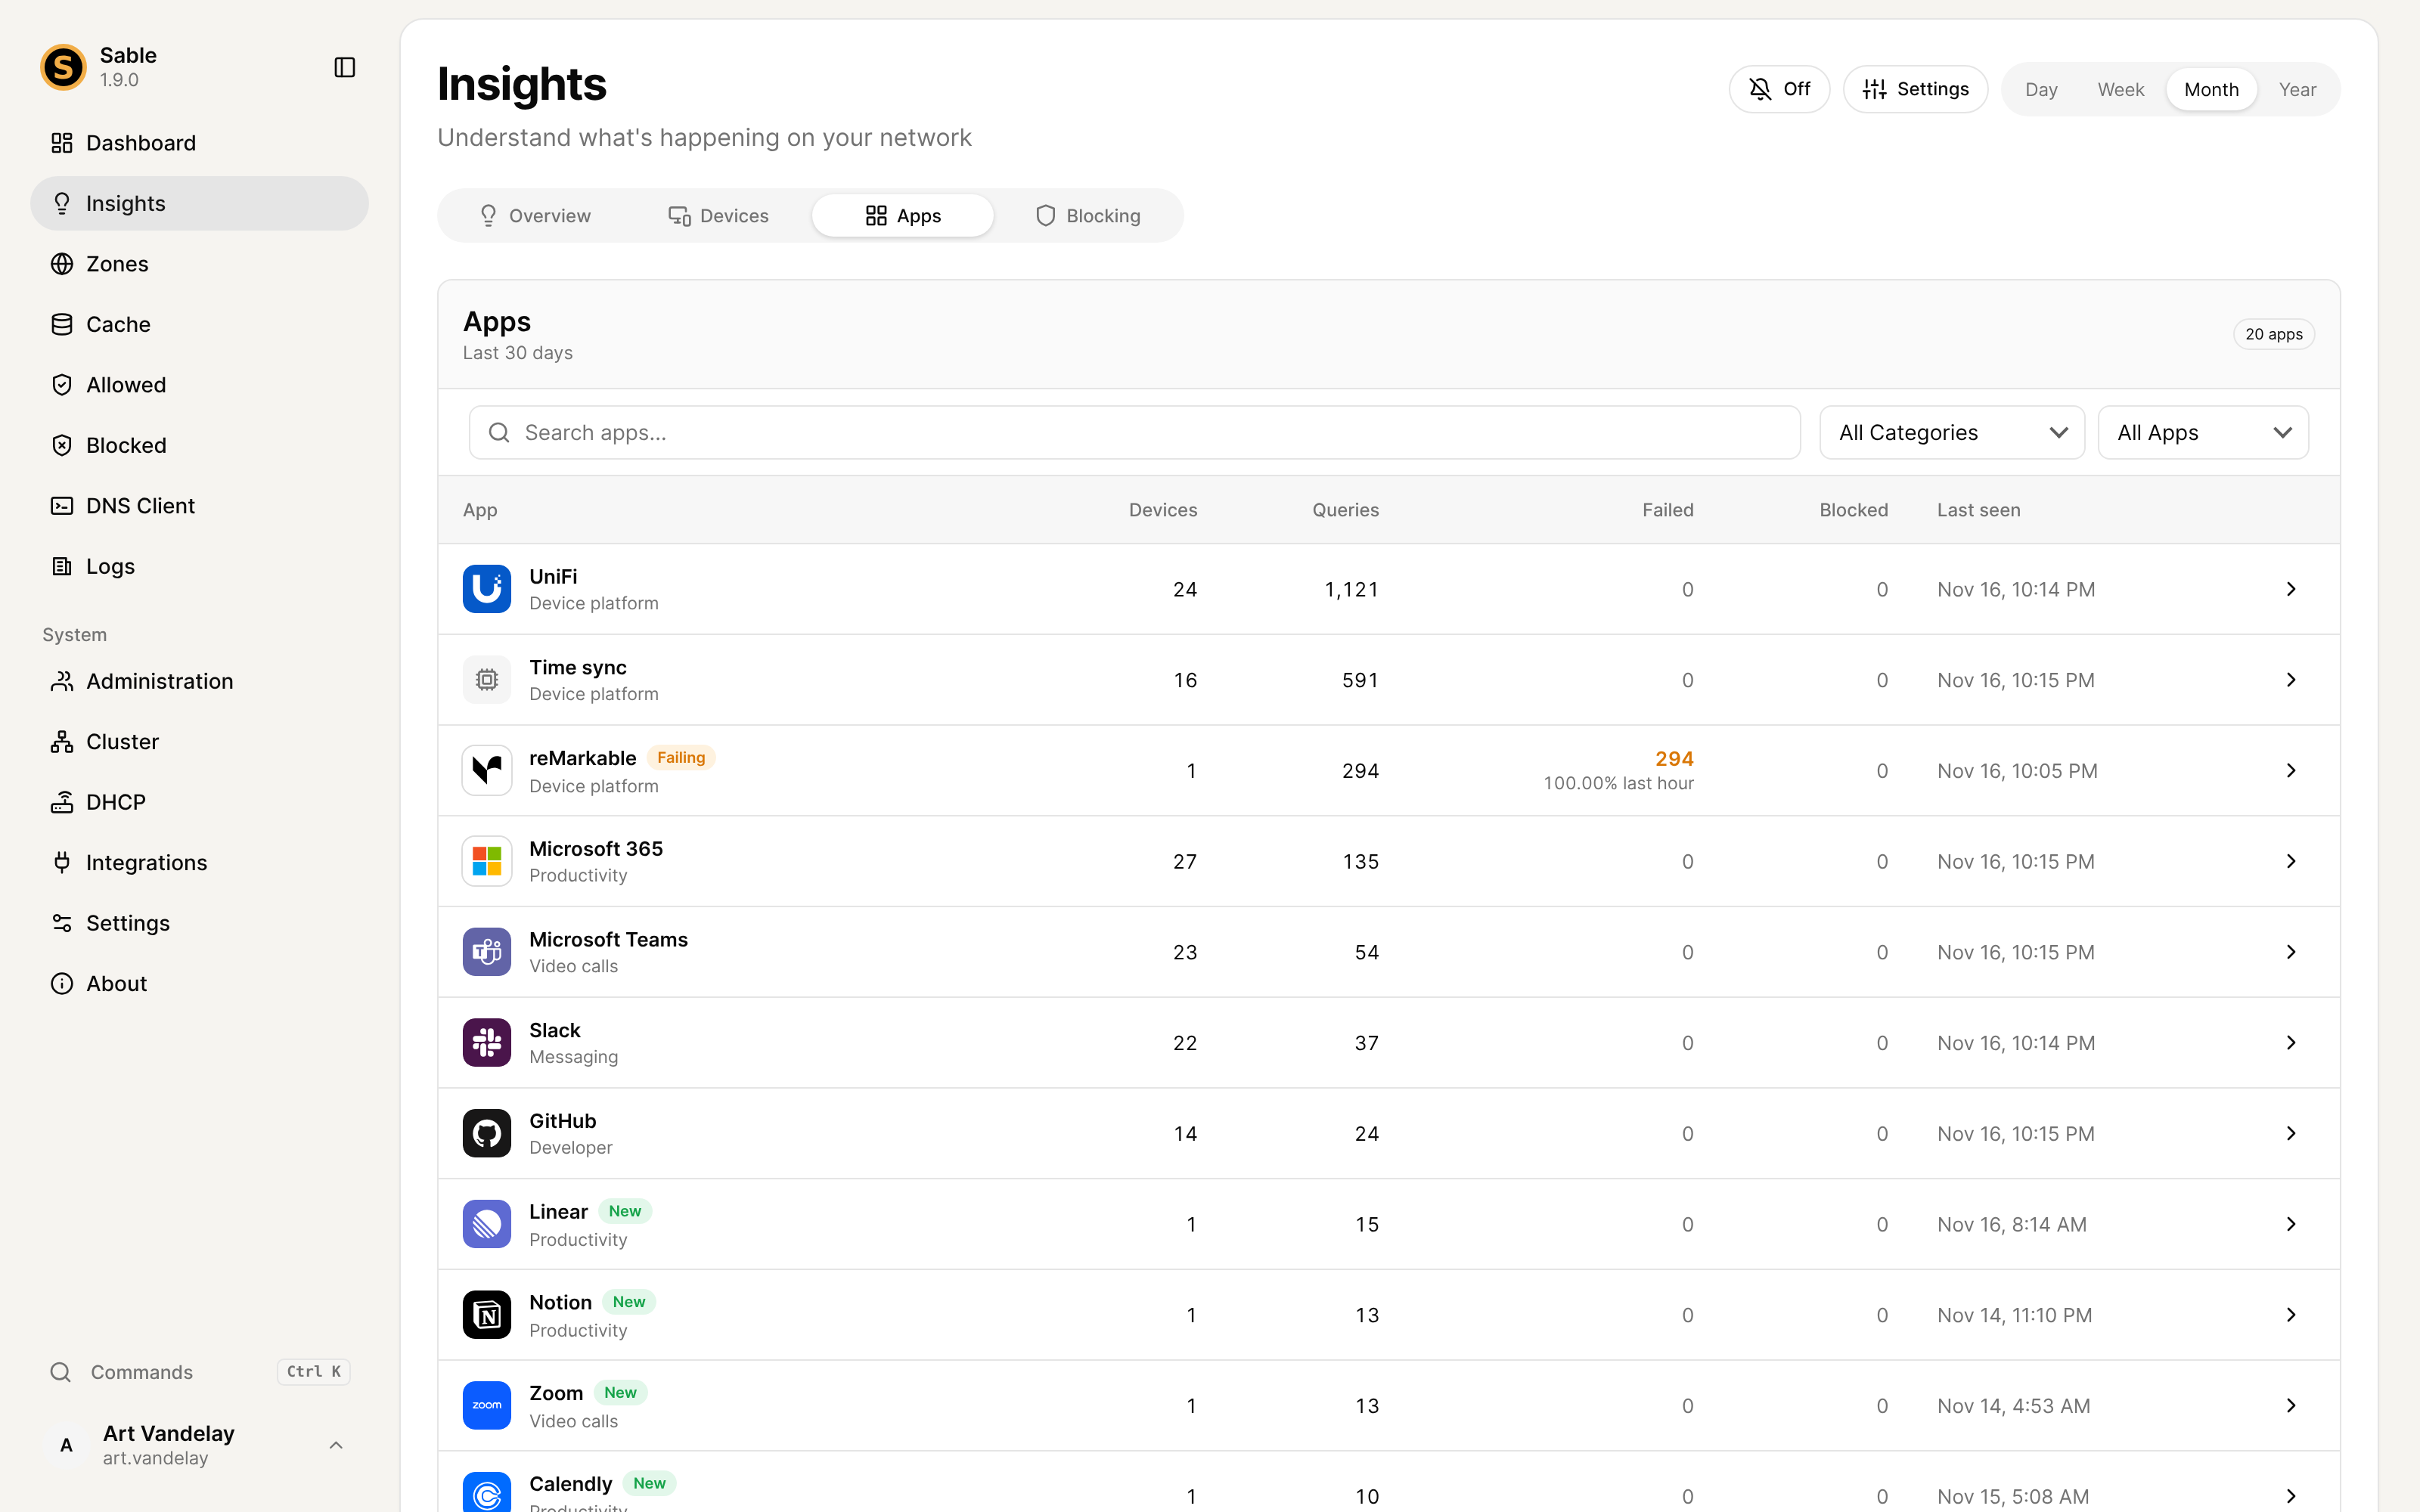 S
Sable
1.9.0
Dashboard
Insights
Zones
Cache
Allowed
Blocked
DNS Client
Logs
System
Administration
Cluster
DHCP
Integrations
Settings
About
Commands
Ctrl K
A
Art Vandelay
art.vandelay
Insights
Understand what's happening on your network
Off
Settings
Day
Week
Month
Year
Overview
Devices
Apps
Blocking
Apps
Last 30 days
20 apps
Search apps...
All Categories
All Apps
App Devices Queries Failed Blocked Last seen
UniFi
Device platform
24 1,121 0 0 Nov 16, 10:14 PM
Time sync
Device platform
16 591 0 0 Nov 16, 10:15 PM
reMarkable Failing
Device platform
1 294 294 0 Nov 16, 10:05 PM
100.00% last hour
Microsoft 365
Productivity
27 135 0 0 Nov 16, 10:15 PM
Microsoft Teams
Video calls
23 54 0 0 Nov 16, 10:15 PM
Slack
Messaging
22 37 0 0 Nov 16, 10:14 PM
GitHub
Developer
14 24 0 0 Nov 16, 10:15 PM
Linear New
Productivity
1 15 0 0 Nov 16, 8:14 AM
Notion New
Productivity
1 13 0 0 Nov 14, 11:10 PM
zoom
Zoom New
Video calls
1 13 0 0 Nov 14, 4:53 AM
Calendly New
Productivity
1 10 0 0 Nov 15, 5:08 AM